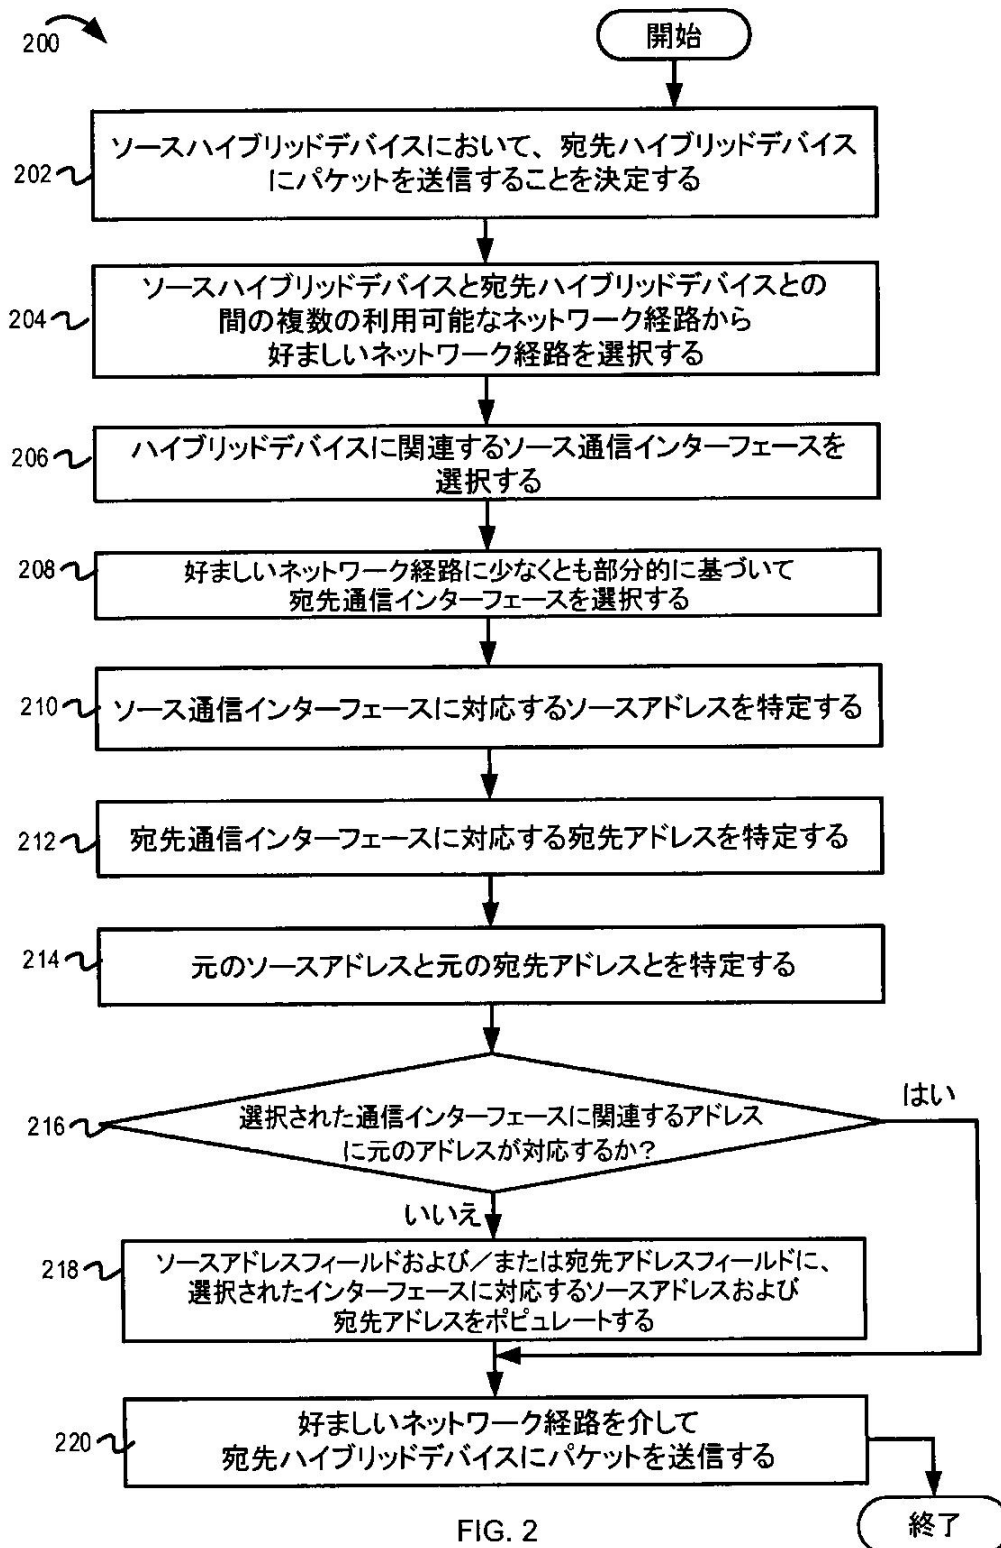 200
開始
202
ソースハイブリッドデバイスにおいて、宛先ハイブリッドデバイス
にパケットを送信することを決定する
204
ソースハイブリッドデバイスと宛先ハイブリッドデバイスとの
間の複数の利用可能なネットワーク経路から
好ましいネットワーク経路を選択する
206
ハイブリッドデバイスに関連するソース通信インターフェースを
選択する
208
好ましいネットワーク経路に少なくとも部分的に基づいて
宛先通信インターフェースを選択する
210
ソース通信インターフェースに対応するソースアドレスを特定する
212
宛先通信インターフェースに対応する宛先アドレスを特定する
214
元のソースアドレスと元の宛先アドレスとを特定する
216
選択された通信インターフェースに関連するアドレス
に元のアドレスが対応するか?
はい
いいえ
218
ソースアドレスフィールドおよび/または宛先アドレスフィールドに、
選択されたインターフェースに対応するソースアドレスおよび
宛先アドレスをポピュレートする
220
好ましいネットワーク経路を介して
宛先ハイブリッドデバイスにパケットを送信する
終了
FIG. 2